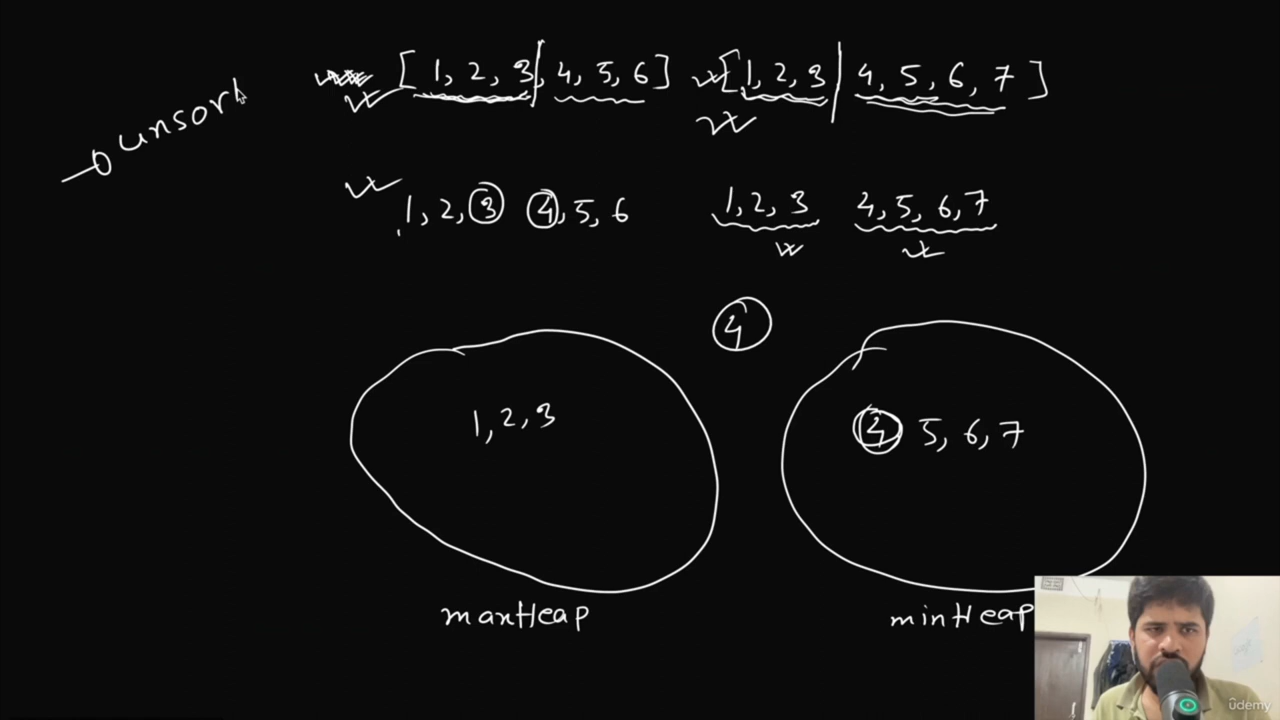 [1, 2, 3, 4, 5, 6] [1, 2, 3 4, 5, 6, 7]
unsort
1, 2, 3 4, 5, 6 1, 2, 3 4, 5, 6, 7
4
1, 2, 3 4 5, 6, 7
maxHeap minHeap
ûdemy